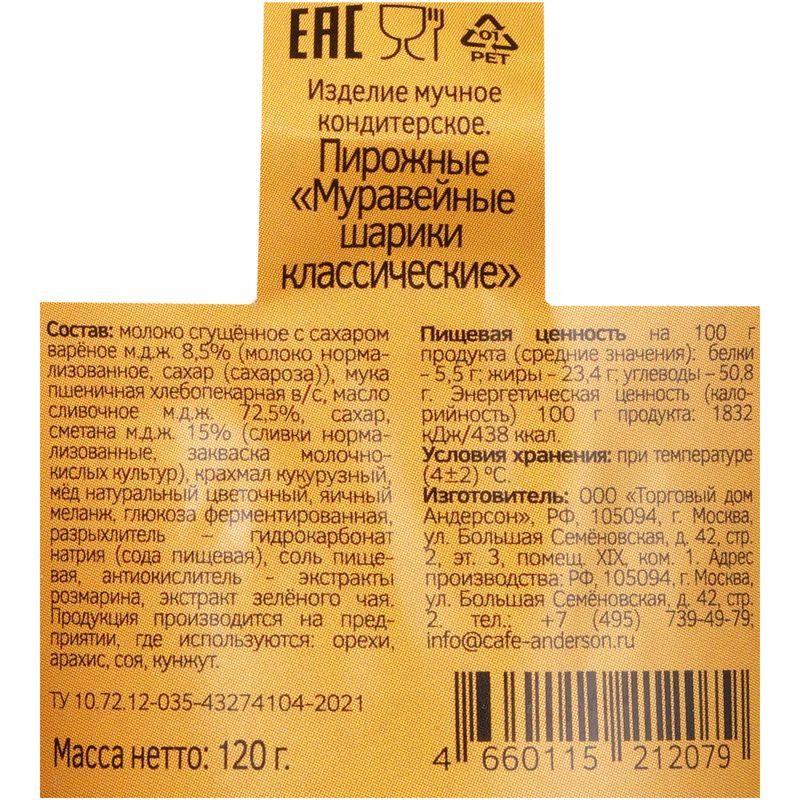 EAC
01
PET
Изделие мучное
кондитерское.
Пирожные
«Муравейные
шарики
классические»
Состав: молоко сгущённое с сахаром
варёное м.д.ж. 8,5% (молоко норма-
лизованное, сахар (сахароза)), мука
пшеничная хлебопекарная в/с, масло
сливочное м.д.ж. 72,5%, сахар,
сметана м.д.ж. 15% (сливки норма-
лизованные, закваска молочно-
кислых культур), крахмал кукурузный,
мёд натуральный цветочный, яичный
меланж, глюкоза ферментированная,
разрыхлитель – гидрокарбонат
натрия (сода пищевая), соль пище-
вая, антиокислитель - экстракты
розмарина, экстракт зелёного чая.
Продукция производится на пред-
приятии, где используются: орехи,
арахис, соя, кунжут.
ТУ 10.72.12-035-43274104-2021
Масса нетто: 120 г.
Пищевая ценность на 100 г
продукта (средние значения): белки
– 5,5 г; жиры – 23,4 г; углеводы – 50,8
г. Энергетическая ценность (кало-
рийность) 100 г продукта: 1832
кДж/438 ккал.
Условия хранения: при температуре
(4±2) °С.
Изготовитель: ООО «Торговый дом
Андерсон», РФ, 105094, г. Москва,
ул. Большая Семёновская, д. 42, стр.
2, эт. 3, помещ. XIX, ком. 1. Адрес
производства: РФ, 105094, г. Москва,
ул. Большая Семёновская, д. 42, стр.
2. тел.: +7 (495) 739-49-79;
info@cafe-anderson.ru
4 660115 212079